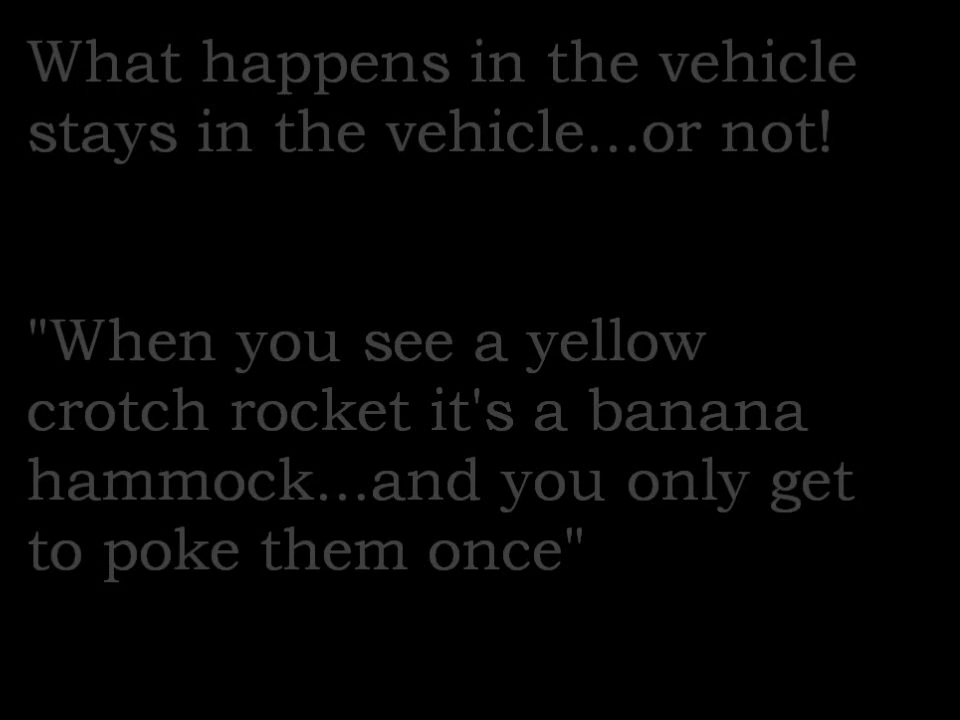 What happens in the vehicle
stays in the vehicle...or not!
"When you see a yellow
crotch rocket it's a banana
hammock...and you only get
to poke them once"